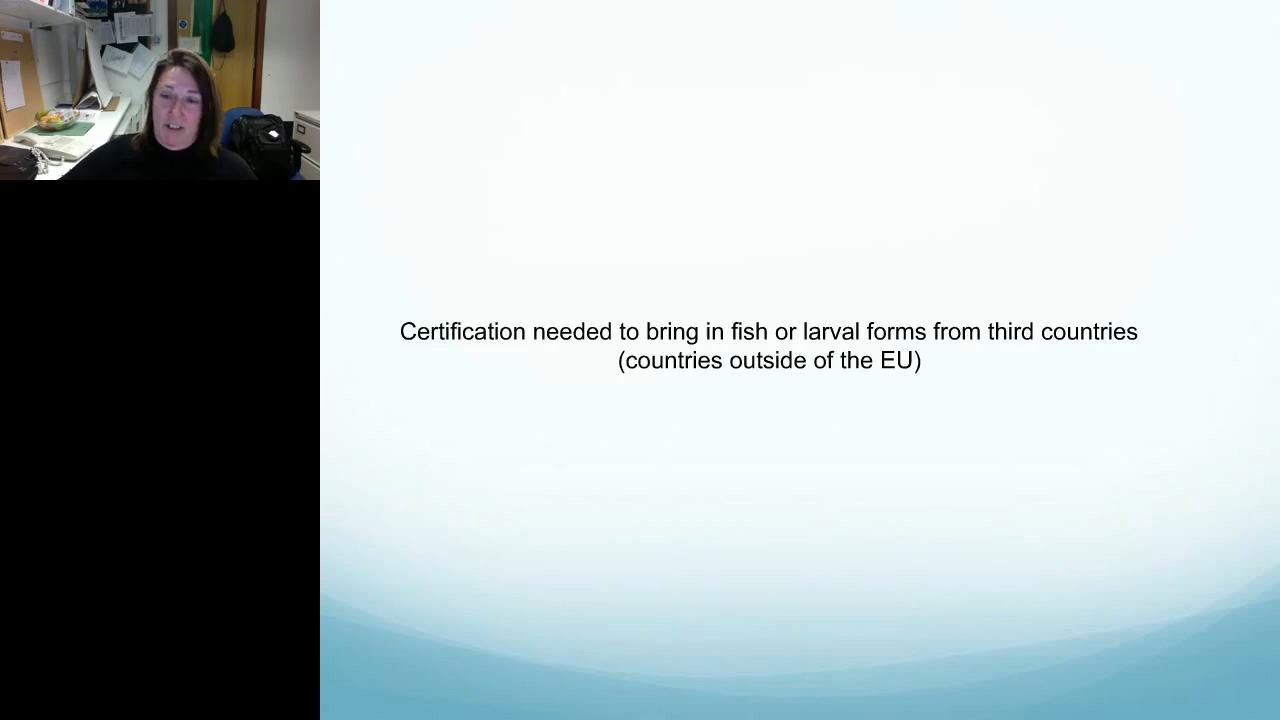 Certification needed to bring in fish or larval forms from third countries
(countries outside of the EU)